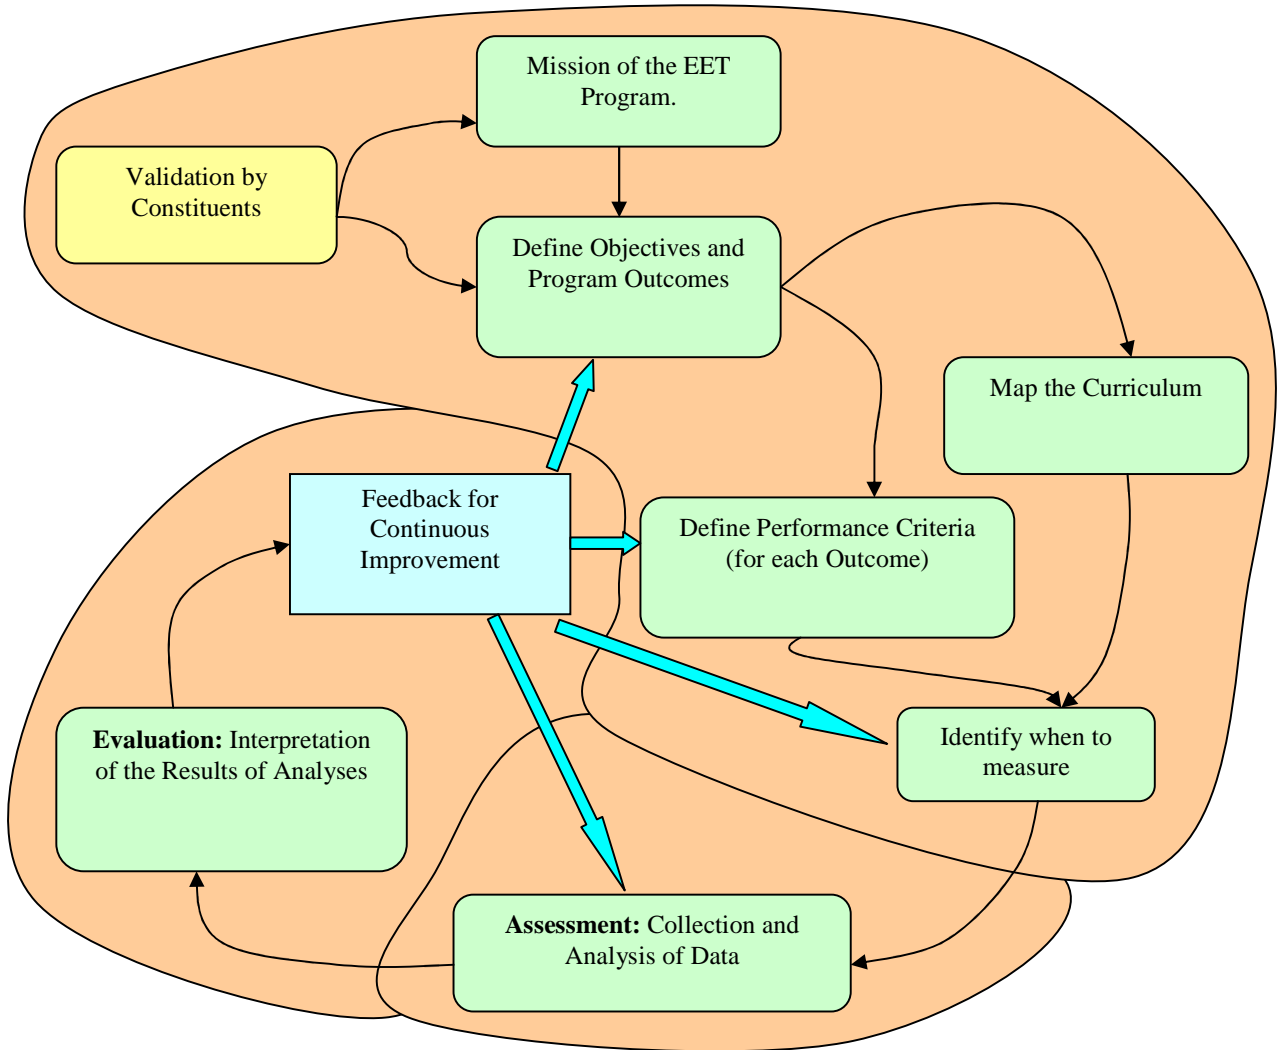 Mission of the EET
Program.
Validation by
Constituents
Define Objectives and
Program Outcomes
Map the Curriculum
Feedback for
Continuous
Improvement
Define Performance Criteria
(for each Outcome)
Evaluation: Interpretation
of the Results of Analyses
Identify when to
measure
Assessment: Collection and
Analysis of Data